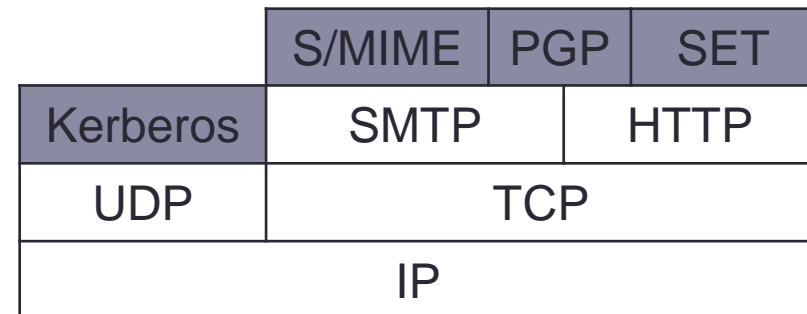 S/MIME PGP SET
Kerberos SMTP HTTP
UDP TCP
IP